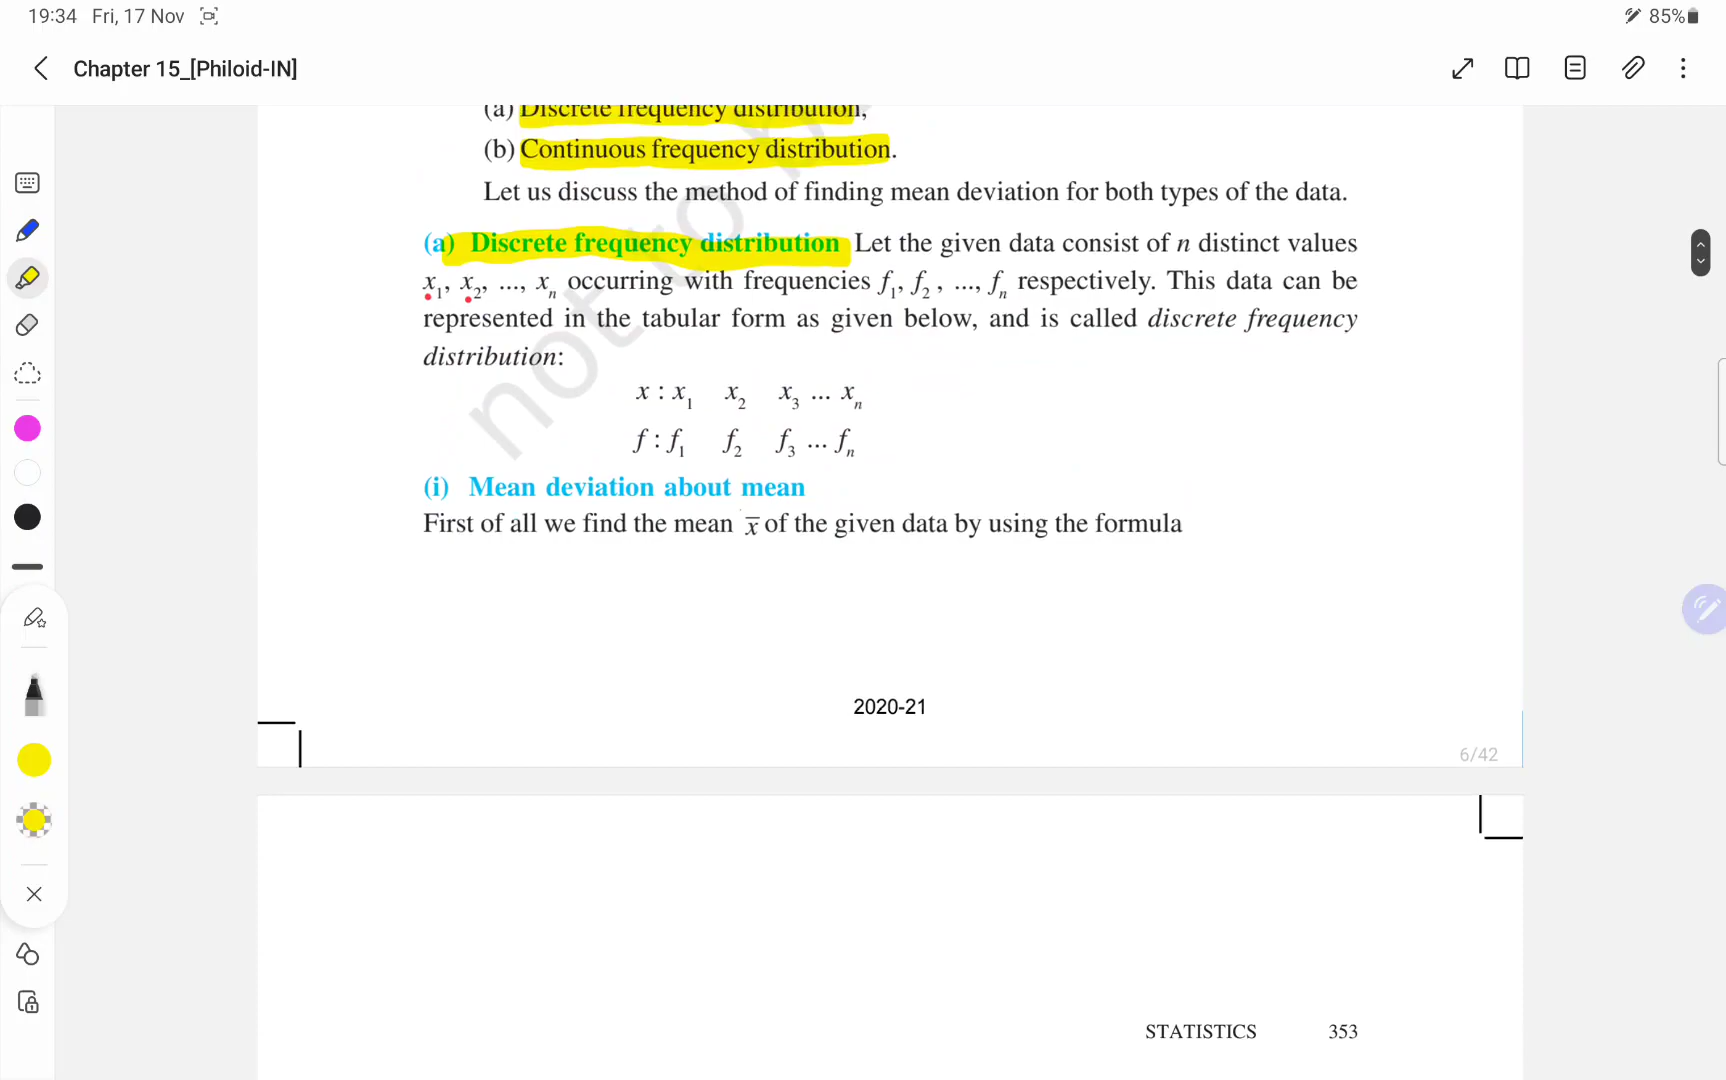 19:34 Fri, 17 Nov
85%
Chapter 15_[Philoid-IN]
(a) Discrete frequency distribution,
(b) Continuous frequency distribution.
Let us discuss the method of finding mean deviation for both types of the data.
(a) Discrete frequency distribution Let the given data consist of n distinct values
x₁, x₂, ..., xₙ occurring with frequencies f₁, f₂ , ..., fₙ respectively. This data can be
represented in the tabular form as given below, and is called discrete frequency
distribution:
x : x₁ x₂ x₃ ... xₙ
f : f₁ f₂ f₃ ... fₙ
(i) Mean deviation about mean
First of all we find the mean x̅ of the given data by using the formula
not to
2020-21
6/42
STATISTICS 353